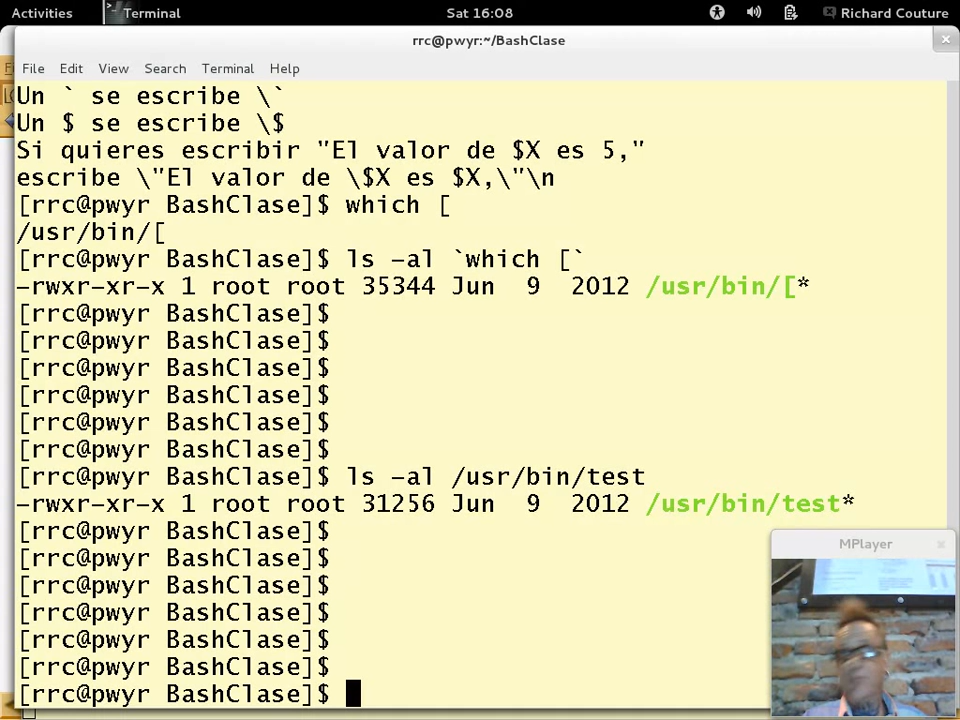 Activities Terminal Sat 16:08 Richard Couture
rrc@pwyr:~/BashClase
File Edit View Search Terminal Help
Un ` se escribe \`
Un $ se escribe \$
Si quieres escribir "El valor de $X es 5,"
escribe \"El valor de \$X es $X,\"\n
[rrc@pwyr BashClase]$ which [
/usr/bin/[
[rrc@pwyr BashClase]$ ls -al `which [`
-rwxr-xr-x 1 root root 35344 Jun  9  2012 /usr/bin/[*
[rrc@pwyr BashClase]$
[rrc@pwyr BashClase]$
[rrc@pwyr BashClase]$
[rrc@pwyr BashClase]$
[rrc@pwyr BashClase]$
[rrc@pwyr BashClase]$
[rrc@pwyr BashClase]$ ls -al /usr/bin/test
-rwxr-xr-x 1 root root 31256 Jun  9  2012 /usr/bin/test*
[rrc@pwyr BashClase]$
[rrc@pwyr BashClase]$
[rrc@pwyr BashClase]$
[rrc@pwyr BashClase]$
[rrc@pwyr BashClase]$
[rrc@pwyr BashClase]$
[rrc@pwyr BashClase]$
MPlayer